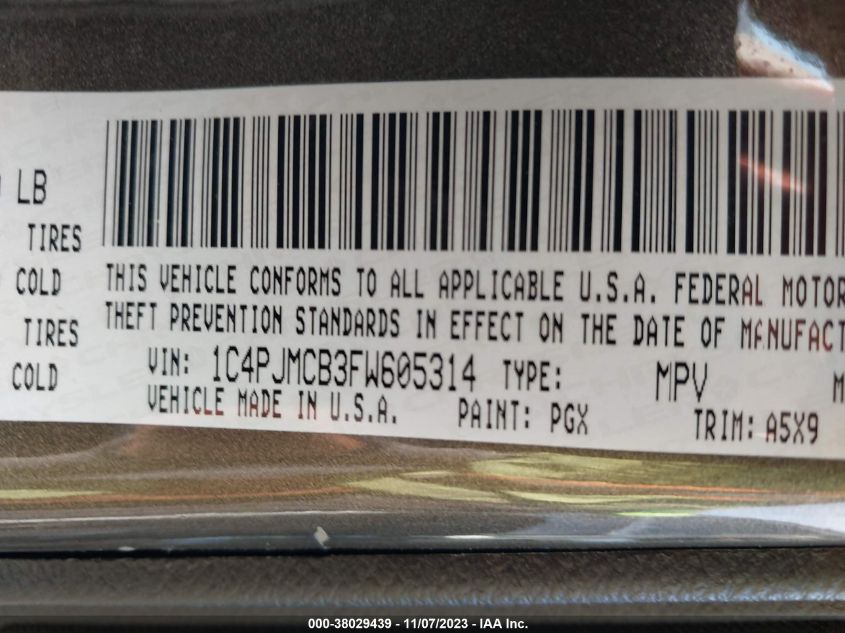 LB
TIRES
COLD
TIRES
COLD
THIS VEHICLE CONFORMS TO ALL APPLICABLE U.S.A. FEDERAL MOTOR
THEFT PREVENTION STANDARDS IN EFFECT ON THE DATE OF MANUFACT
VIN: 1C4PJMCB3FW605314 TYPE: MPV M
VEHICLE MADE IN U.S.A. PAINT: PGX TRIM: A5X9
000-38029439 - 11/07/2023 - IAA Inc.